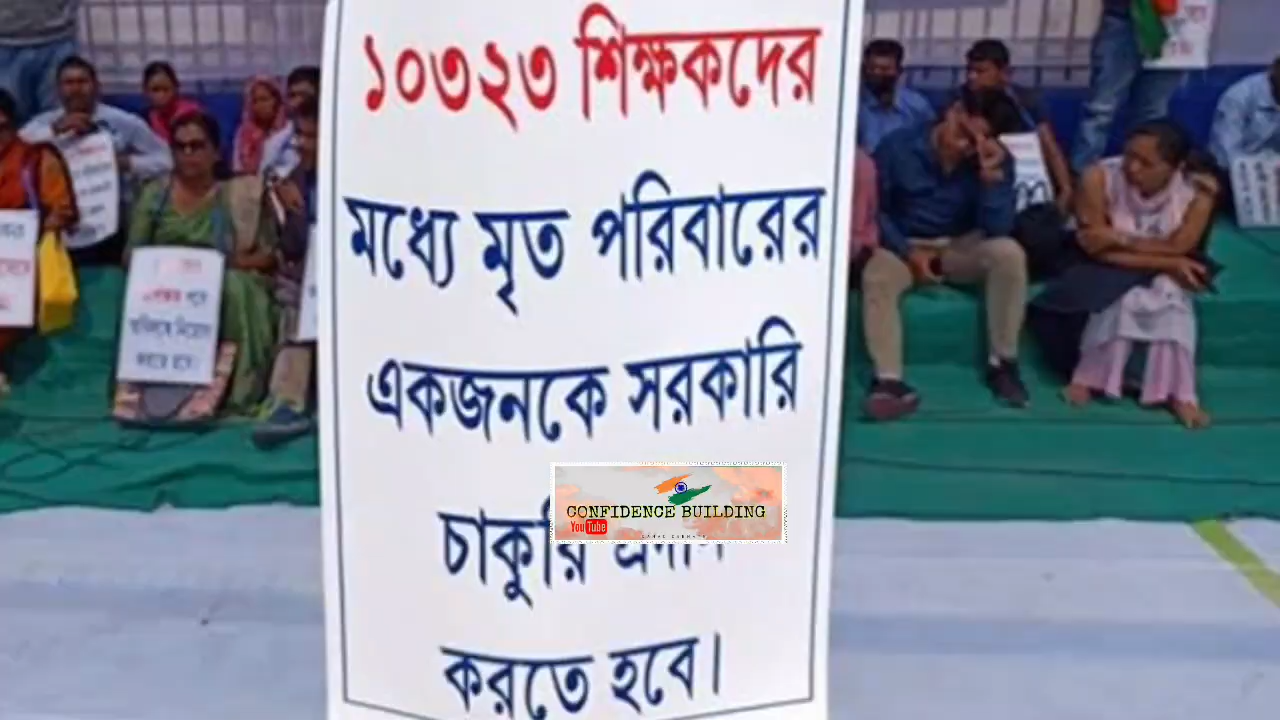 ১০৩২৩ শিক্ষকদের
মধ্যে মৃত পরিবারের
একজনকে সরকারি
চাকুরি
করতে হবে।
CONFIDENCE BUILDING
YouTube